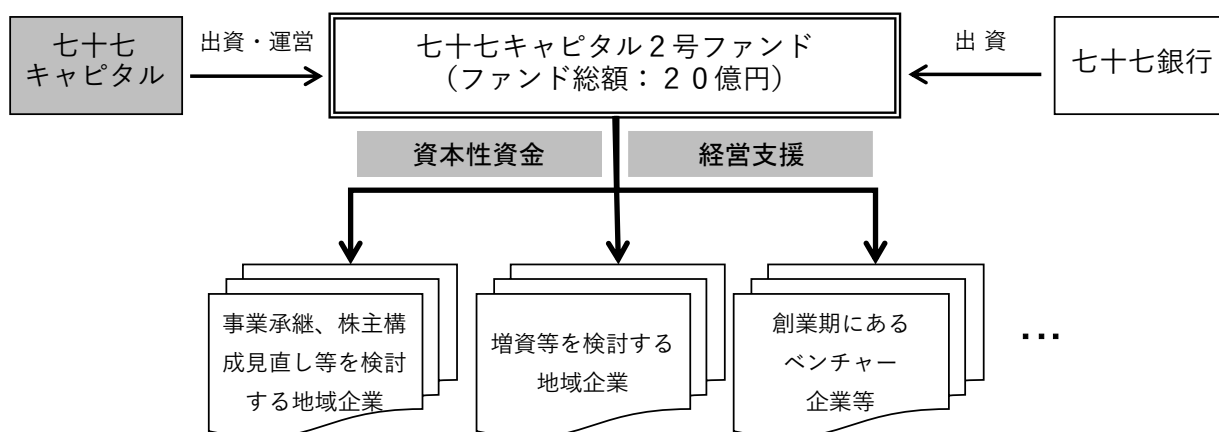 七十七
キャピタル
出資・運営
七十七キャピタル２号ファンド
（ファンド総額：２０億円）
出 資
七十七銀行
資本性資金
経営支援
事業承継、株主構
成見直し等を検討
する地域企業
増資等を検討する
地域企業
創業期にある
ベンチャー
企業等
…